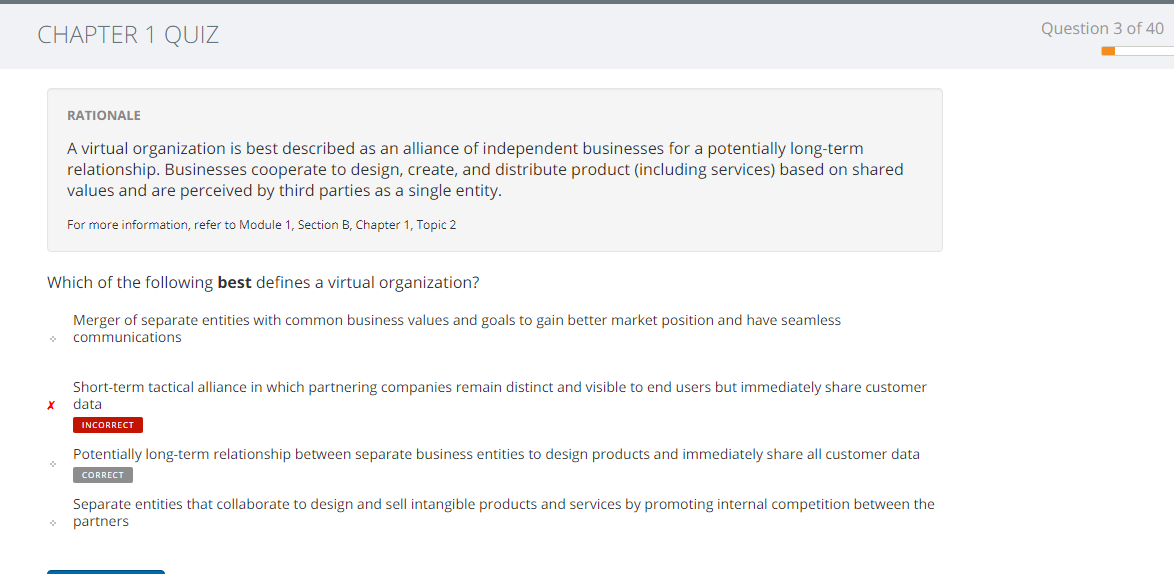 CHAPTER 1 QUIZ
Question 3 of 40
RATIONALE
A virtual organization is best described as an alliance of independent businesses for a potentially long-term
relationship. Businesses cooperate to design, create, and distribute product (including services) based on shared
values and are perceived by third parties as a single entity.
For more information, refer to Module 1, Section B, Chapter 1, Topic 2
Which of the following best defines a virtual organization?
Merger of separate entities with common business values and goals to gain better market position and have seamless
communications
Short-term tactical alliance in which partnering companies remain distinct and visible to end users but immediately share customer
data
INCORRECT
Potentially long-term relationship between separate business entities to design products and immediately share all customer data
CORRECT
Separate entities that collaborate to design and sell intangible products and services by promoting internal competition between the
partners